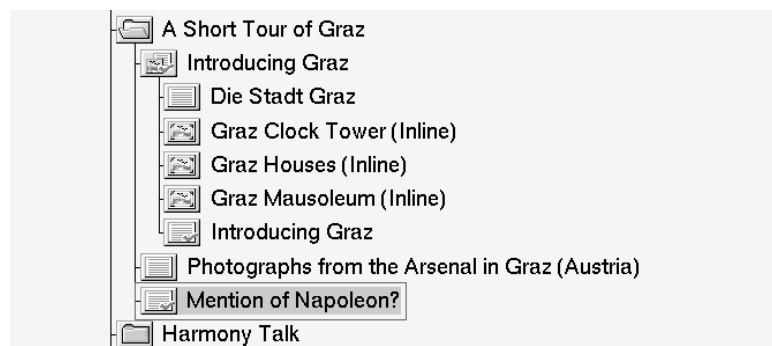 A Short Tour of Graz
Introducing Graz
Die Stadt Graz
Graz Clock Tower (Inline)
Graz Houses (Inline)
Graz Mausoleum (Inline)
Introducing Graz
Photographs from the Arsenal in Graz (Austria)
Mention of Napoleon?
Harmony Talk